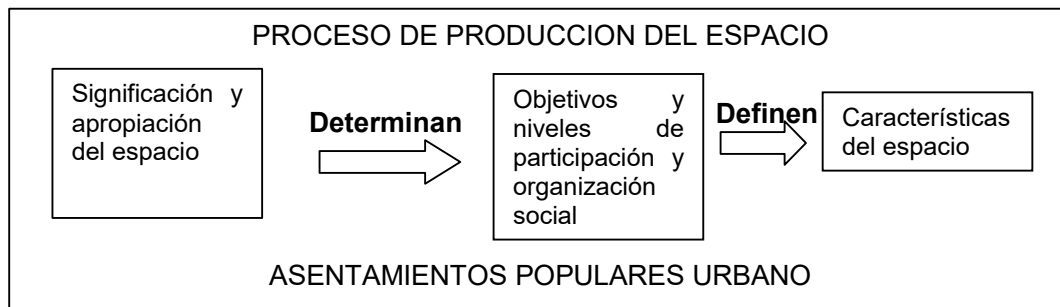 PROCESO DE PRODUCCION DEL ESPACIO
Significación y
apropiación
del espacio
Determinan
Objetivos y
niveles de
participación y
organización
social
Definen
Características
del espacio
ASENTAMIENTOS POPULARES URBANO